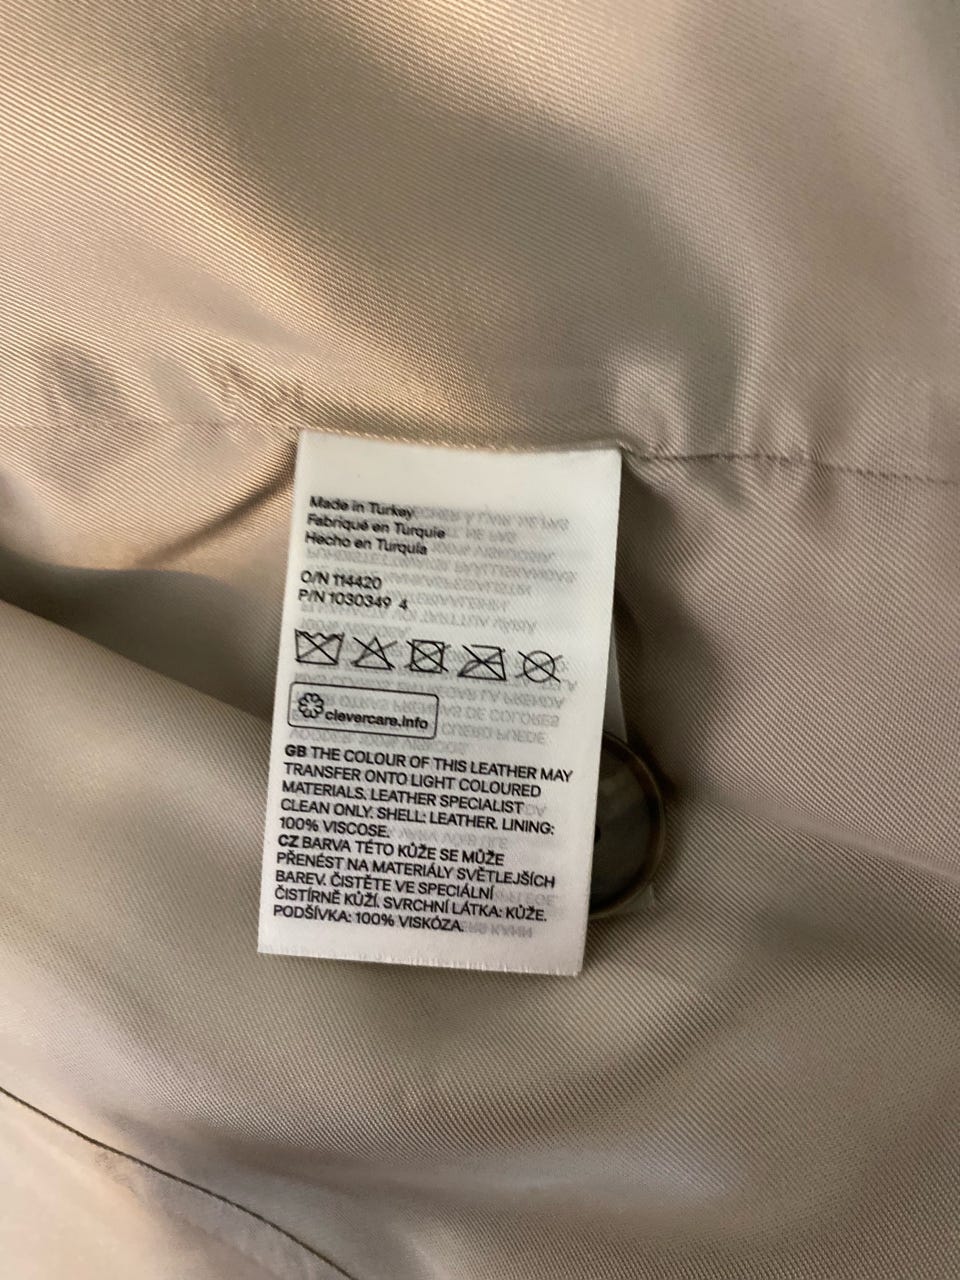 Made in Turkey
Fabriqué en Turquie
Hecho en Turquía
O/N 114420
P/N 1030349 4
clevercare.info
GB THE COLOUR OF THIS LEATHER MAY
TRANSFER ONTO LIGHT COLOURED
MATERIALS. LEATHER SPECIALIST
CLEAN ONLY. SHELL: LEATHER. LINING:
100% VISCOSE.
CZ BARVA TÉTO KŮŽE SE MŮŽE
PŘENÉST NA MATERIÁLY SVĚTLEJŠÍCH
BAREV. ČISTĚTE VE SPECIÁLNÍ
ČISTÍRNĚ KŮŽÍ. SVRCHNÍ LÁTKA: KŮŽE.
PODŠÍVKA: 100% VISKÓZA.